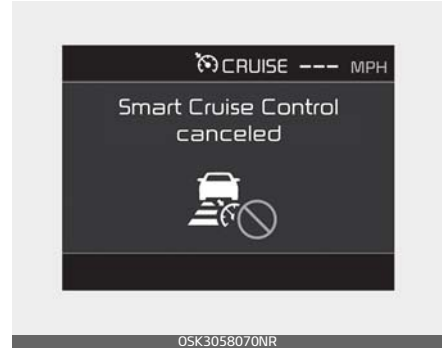 CRUISE --- MPH
Smart Cruise Control
canceled
OSK3058070NR